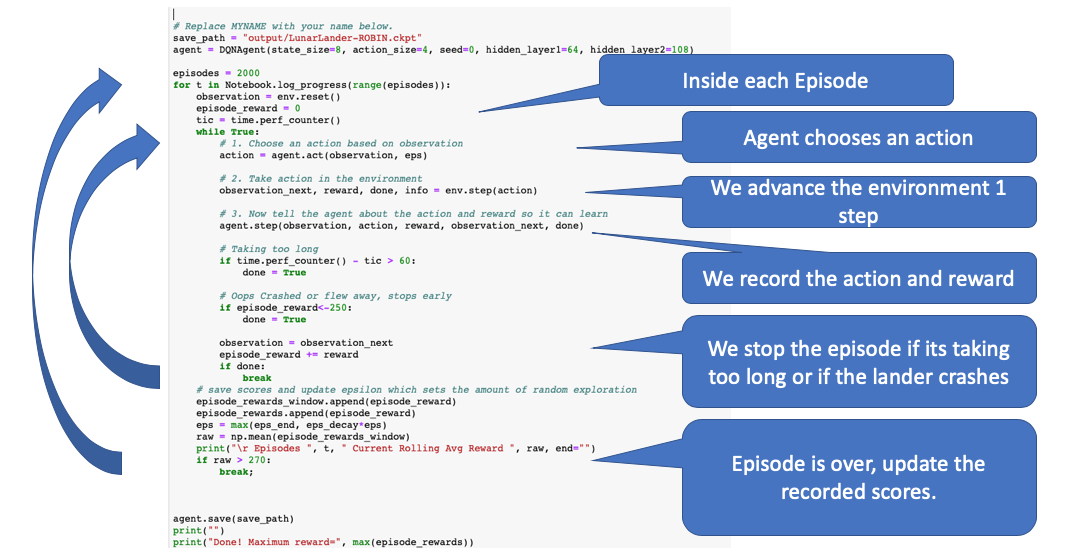 # Replace MYNAME with your name below.
save_path = "output/LunarLander-ROBIN.ckpt"
agent = DQNAgent(state_size=8, action_size=4, seed=0, hidden_layer1=64, hidden_layer2=108)

episodes = 2000
for t in Notebook.log_progress(range(episodes)):
    observation = env.reset()
    episode_reward = 0
    tic = time.perf_counter()
    while True:
        # 1. Choose an action based on observation
        action = agent.act(observation, eps)

        # 2. Take action in the environment
        observation_next, reward, done, info = env.step(action)

        # 3. Now tell the agent about the action and reward so it can learn
        agent.step(observation, action, reward, observation_next, done)

        # Taking too long
        if time.perf_counter() - tic > 60:
            done = True

        # Oops Crashed or flew away, stops early
        if episode_reward<-250:
            done = True

        observation = observation_next
        episode_reward += reward
        if done:
            break
    # save scores and update epsilon which sets the amount of random exploration
    episode_rewards_window.append(episode_reward)
    episode_rewards.append(episode_reward)
    eps = max(eps_end, eps_decay*eps)
    raw = np.mean(episode_rewards_window)
    print("\r Episodes ", t, " Current Rolling Avg Reward ", raw, end="")
    if raw > 270:
        break;

agent.save(save_path)
print("")
print("Done! Maximum reward=", max(episode_rewards))
Inside each Episode
Agent chooses an action
We advance the environment 1
step
We record the action and reward
We stop the episode if its taking
too long or if the lander crashes
Episode is over, update the
recorded scores.